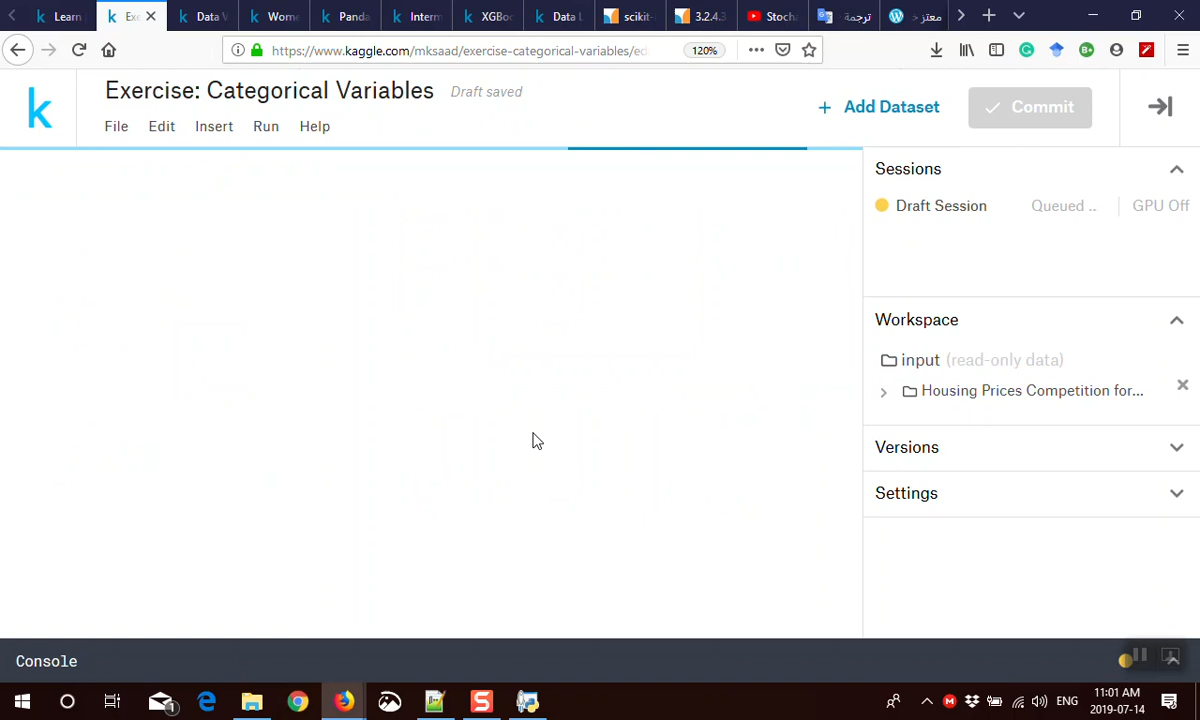 Learn
Exe
Data V
Wome
Panda
Interm
XGBoo
Data L
scikit-
3.2.4.3
Stocha
ترجمة
معتز >
https://www.kaggle.com/mksaad/exercise-categorical-variables/edi
120%
k
Exercise: Categorical Variables
Draft saved
File
Edit
Insert
Run
Help
+ Add Dataset
Commit
Sessions
Draft Session
Queued ..
GPU Off
Workspace
input (read-only data)
Housing Prices Competition for...
Versions
Settings
Console
ENG
11:01 AM
2019-07-14